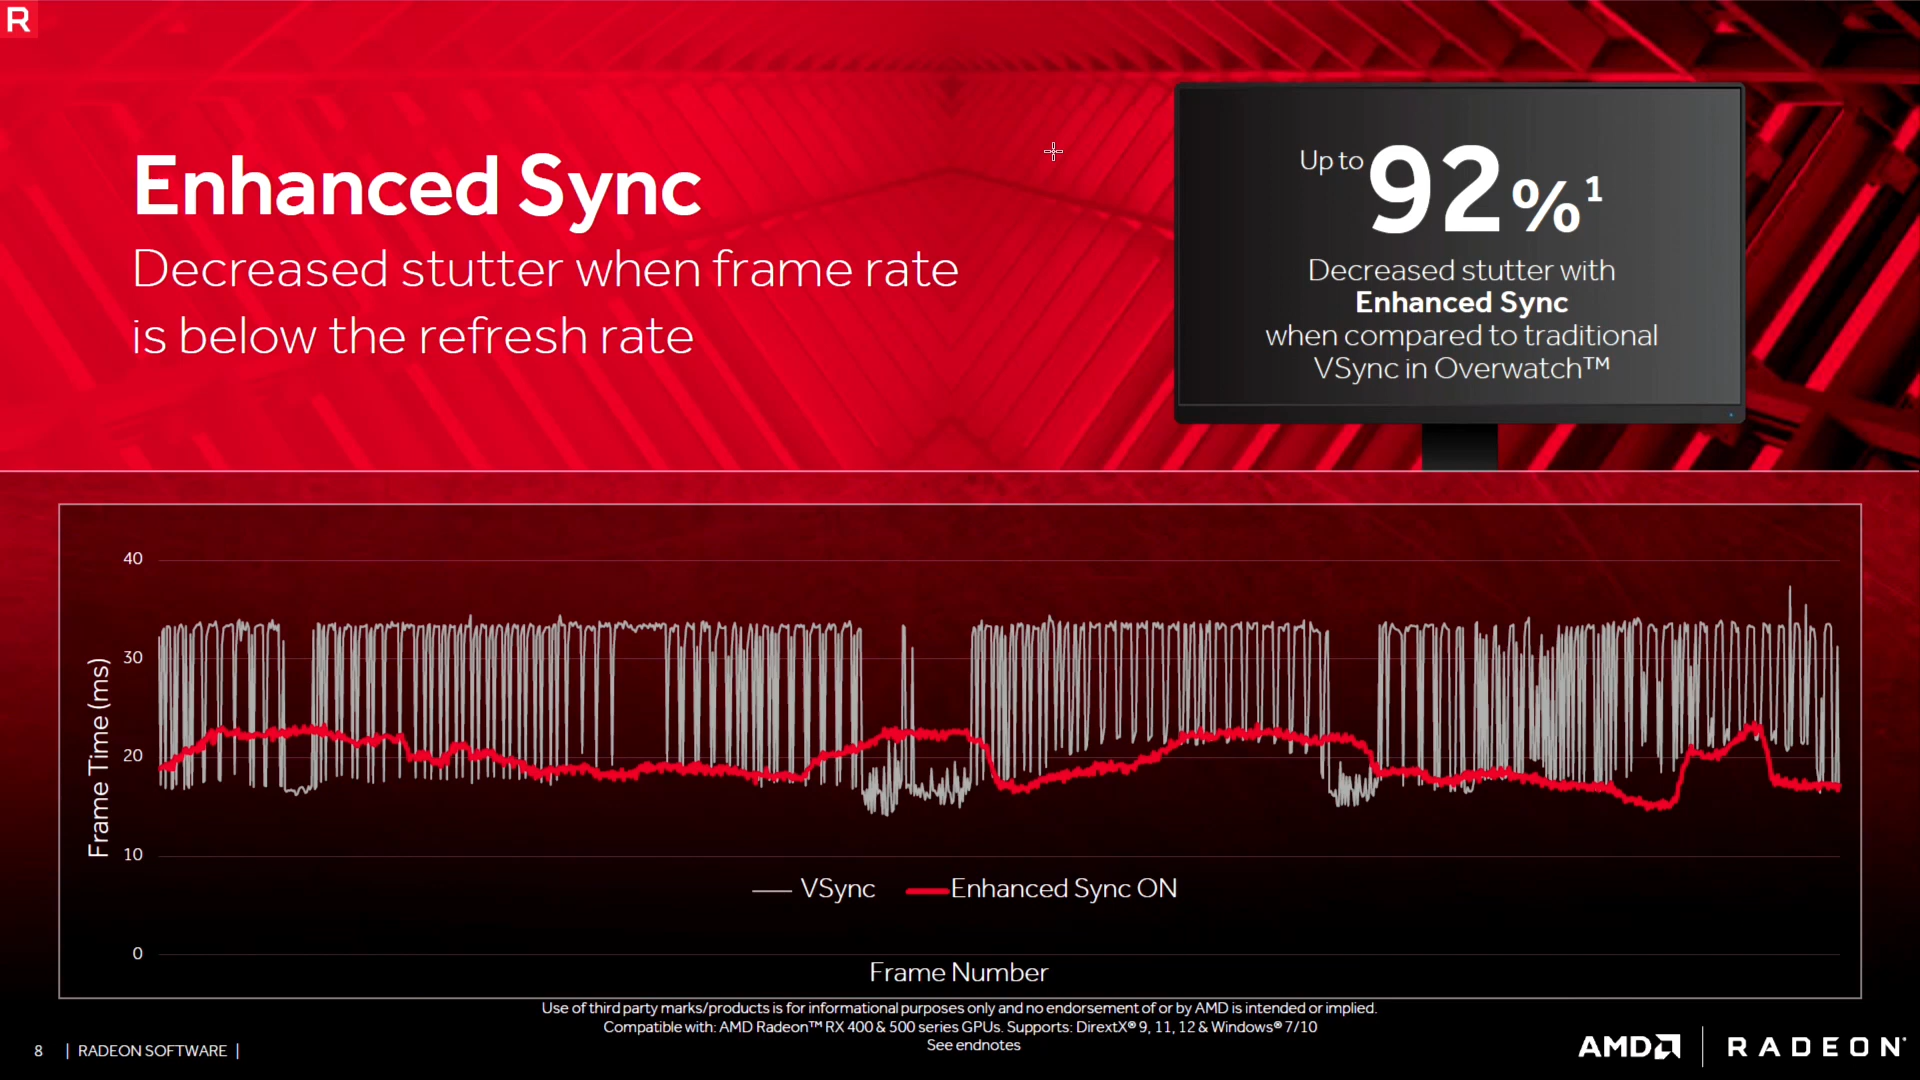 R
Enhanced Sync
Decreased stutter when frame rate
is below the refresh rate
Up to 92%¹
Decreased stutter with
Enhanced Sync
when compared to traditional
VSync in Overwatch™
40
30
20
10
0
Frame Time (ms)
VSync
Enhanced Sync ON
Frame Number
Use of third party marks/products is for informational purposes only and no endorsement of or by AMD is intended or implied.
Compatible with: AMD Radeon™ RX 400 & 500 series GPUs. Supports: DirextX® 9, 11, 12 & Windows® 7/10
See endnotes
8 | RADEON SOFTWARE |
AMD RADEON